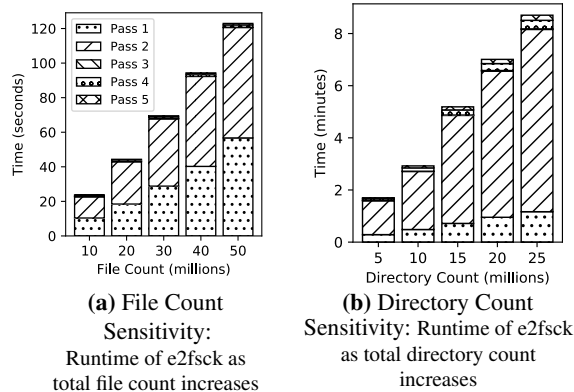 120
100
80
60
40
20
0
Time (seconds)
Pass 1
Pass 2
Pass 3
Pass 4
Pass 5
10 20 30 40 50
File Count (millions)
(a) File Count
Sensitivity:
Runtime of e2fsck as
total file count increases
8
6
4
2
0
Time (minutes)
5 10 15 20 25
Directory Count (millions)
(b) Directory Count
Sensitivity: Runtime of e2fsck
as total directory count
increases